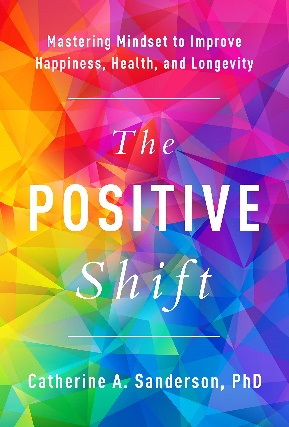 Mastering Mindset to Improve
Happiness, Health, and Longevity
The
POSITIVE
Shift
Catherine A. Sanderson, PhD